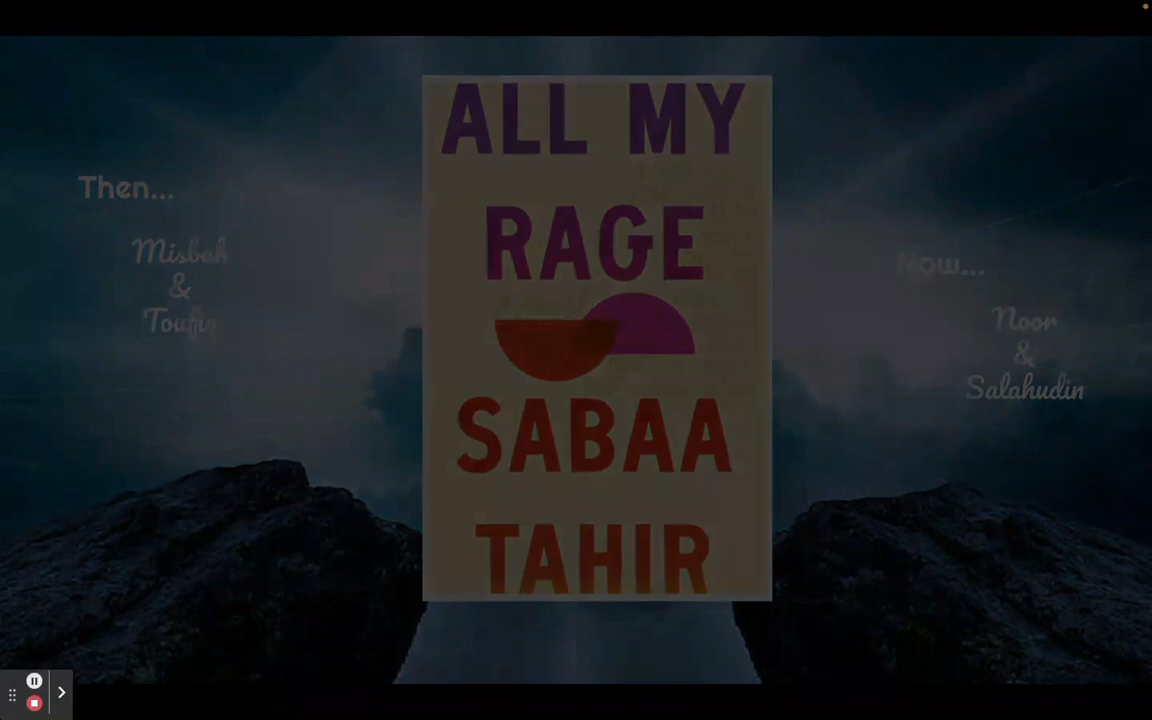 ALL MY
RAGE
SABAA
TAHIR
Then...
Misbah
&
Toufiq
Now...
Noor
&
Salahudin